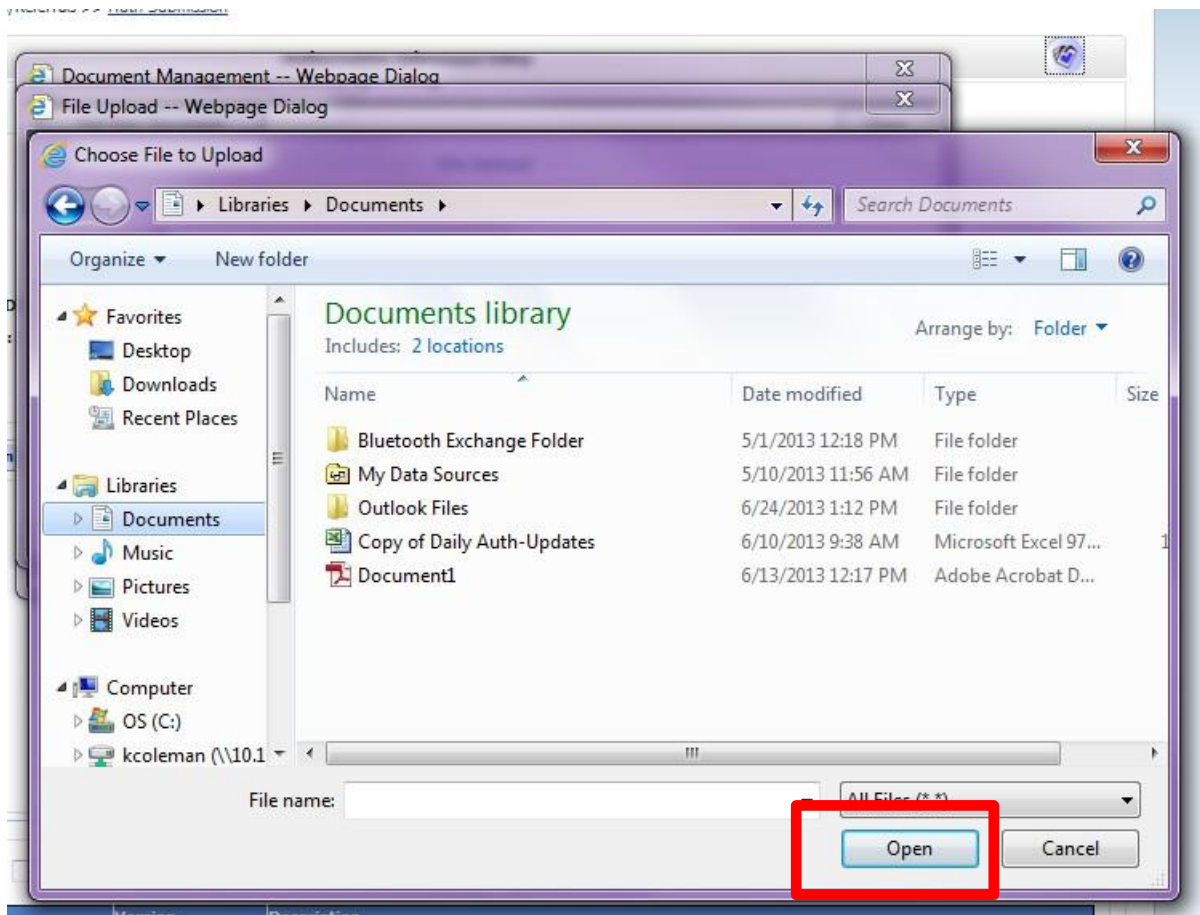 Document Management -- Webpage Dialog
File Upload -- Webpage Dialog
Choose File to Upload
Libraries Documents
Search Documents
Organize New folder
Favorites
Desktop
Downloads
Recent Places
Libraries
Documents
Music
Pictures
Videos
Computer
OS (C:)
kcoleman (\\10.1
Documents library
Includes: 2 locations
Arrange by: Folder
Name Date modified Type Size
Bluetooth Exchange Folder 5/1/2013 12:18 PM File folder
My Data Sources 5/10/2013 11:56 AM File folder
Outlook Files 6/24/2013 1:12 PM File folder
Copy of Daily Auth-Updates 6/10/2013 9:38 AM Microsoft Excel 97... 1
Document1 6/13/2013 12:17 PM Adobe Acrobat D...
File name:
All Files (*.*)
Open Cancel